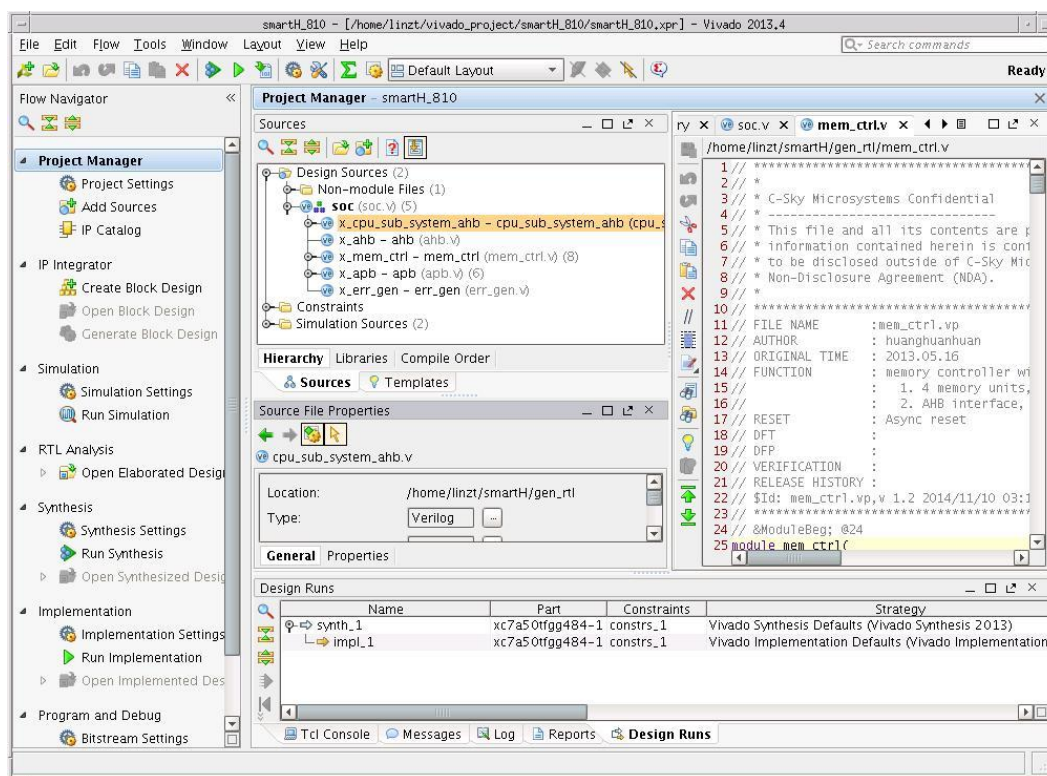 smartH_810 - [/home/linzt/vivado_project/smartH_810/smartH_810.xpr] - Vivado 2013.4
File Edit Flow Tools Window Layout View Help
Search commands
Default Layout
Ready
Flow Navigator
Project Manager
Project Settings
Add Sources
IP Catalog
IP Integrator
Create Block Design
Open Block Design
Generate Block Design
Simulation
Simulation Settings
Run Simulation
RTL Analysis
Open Elaborated Desig
Synthesis
Synthesis Settings
Run Synthesis
Open Synthesized Desig
Implementation
Implementation Settings
Run Implementation
Open Implemented Des
Program and Debug
Bitstream Settings
Project Manager - smartH_810
Sources
Design Sources (2)
Non-module Files (1)
soc (soc.v) (5)
x_cpu_sub_system_ahb - cpu_sub_system_ahb (cpu_s
x_ahb - ahb (ahb.v)
x_mem_ctrl - mem_ctrl (mem_ctrl.v) (8)
x_apb - apb (apb.v) (6)
x_err_gen - err_gen (err_gen.v)
Constraints
Simulation Sources (2)
Hierarchy Libraries Compile Order
Sources Templates
Source File Properties
cpu_sub_system_ahb.v
Location: /home/linzt/smartH/gen_rtl
Type: Verilog ...
General Properties
ry soc.v mem_ctrl.v
/home/linzt/smartH/gen_rtl/mem_ctrl.v
1 // ****************************************
2 // *
3 // * C-Sky Microsystems Confidential
4 // * -------------------------------
5 // * This file and all its contents are p
6 // * information contained herein is conf
7 // * to be disclosed outside of C-Sky Mic
8 // * Non-Disclosure Agreement (NDA).
9 // *
10 // ****************************************
11 // FILE NAME :mem_ctrl.vp
12 // AUTHOR : huanghuanhuan
13 // ORIGINAL TIME : 2013.05.16
14 // FUNCTION : memory controller wi
15 // : 1. 4 memory units,
16 // : 2. AHB interface,
17 // RESET : Async reset
18 // DFT :
19 // DFP :
20 // VERIFICATION :
21 // RELEASE HISTORY :
22 // $Id: mem_ctrl.vp,v 1.2 2014/11/10 03:1
23 // ****************************************
24 // &ModuleBeg; @24
25 module mem_ctrl(
Design Runs
Name Part Constraints Strategy
synth_1 xc7a50tfgg484-1 constrs_1 Vivado Synthesis Defaults (Vivado Synthesis 2013)
impl_1 xc7a50tfgg484-1 constrs_1 Vivado Implementation Defaults (Vivado Implementation
Tcl Console Messages Log Reports Design Runs